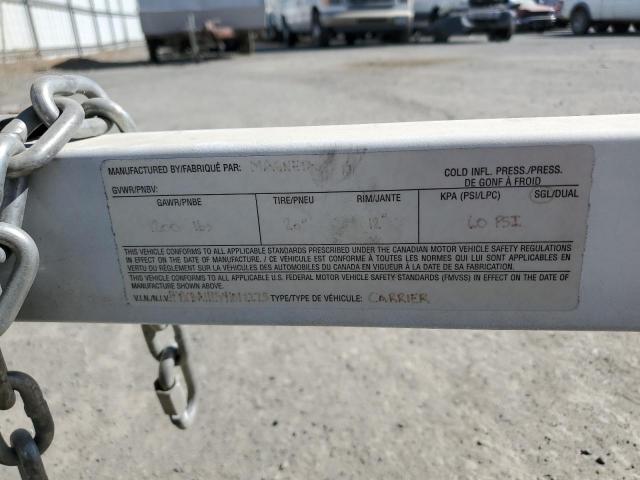 MANUFACTURED BY/FABRIQUÉ PAR:
COLD INFL. PRESS./PRESS.
DE GONF À FROID
GVWR/PNBV:
GAWR/PNBE TIRE/PNEU RIM/JANTE KPA (PSI/LPC) SGL/DUAL
1200 lbs 20" 12" 60 PSI
THIS VEHICLE CONFORMS TO ALL APPLICABLE STANDARDS PRESCRIBED UNDER THE CANADIAN MOTOR VEHICLE SAFETY REGULATIONS
IN EFFECT ON THE DATE OF MANUFACTURE. / CE VÉHICULE EST CONFORME À TOUTES LES NORMES QUI LUI SONT APPLICABLES EN
VERTU DU RÈGLEMENT SUR LA SÉCURITÉ DES VÉHICULES AUTOMOBILES DU CANADA EN VIGUEUR À LA DATE DE SA FABRICATION.
THIS VEHICLE CONFORMS TO ALL APPLICABLE U.S. FEDERAL MOTOR VEHICLE SAFETY-STANDARDS (FMVSS) IN EFFECT ON THE DATE OF
MANUFACTURE SHOWN ABOVE.
V.I.N./N.I.V. TYPE/TYPE DE VÉHICULE: CARRIER